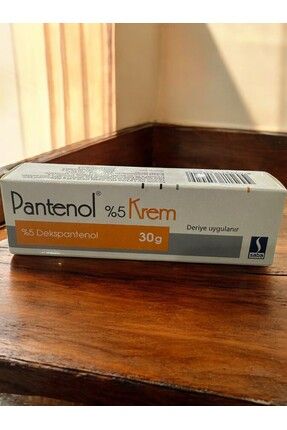 Pantenol® %5 Krem
%5 Dekspantenol 30g
Deriye uygulanır